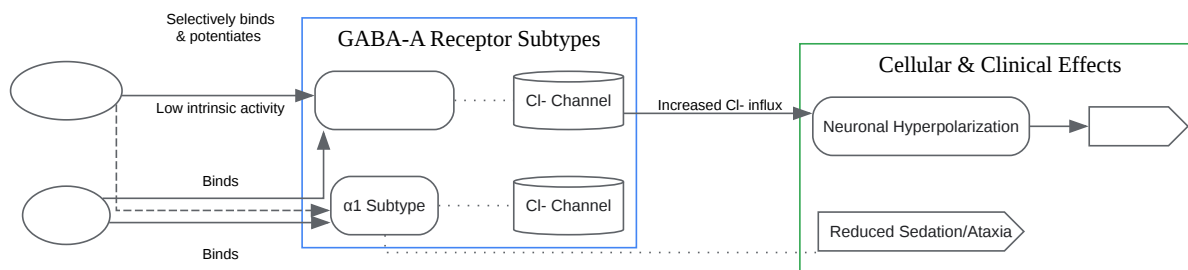 Selectively binds
& potentiates
GABA-A Receptor Subtypes
Cellular & Clinical Effects
Cl- Channel
Low intrinsic activity
Increased Cl- influx
Neuronal Hyperpolarization
Binds
α1 Subtype
Cl- Channel
Reduced Sedation/Ataxia
Binds